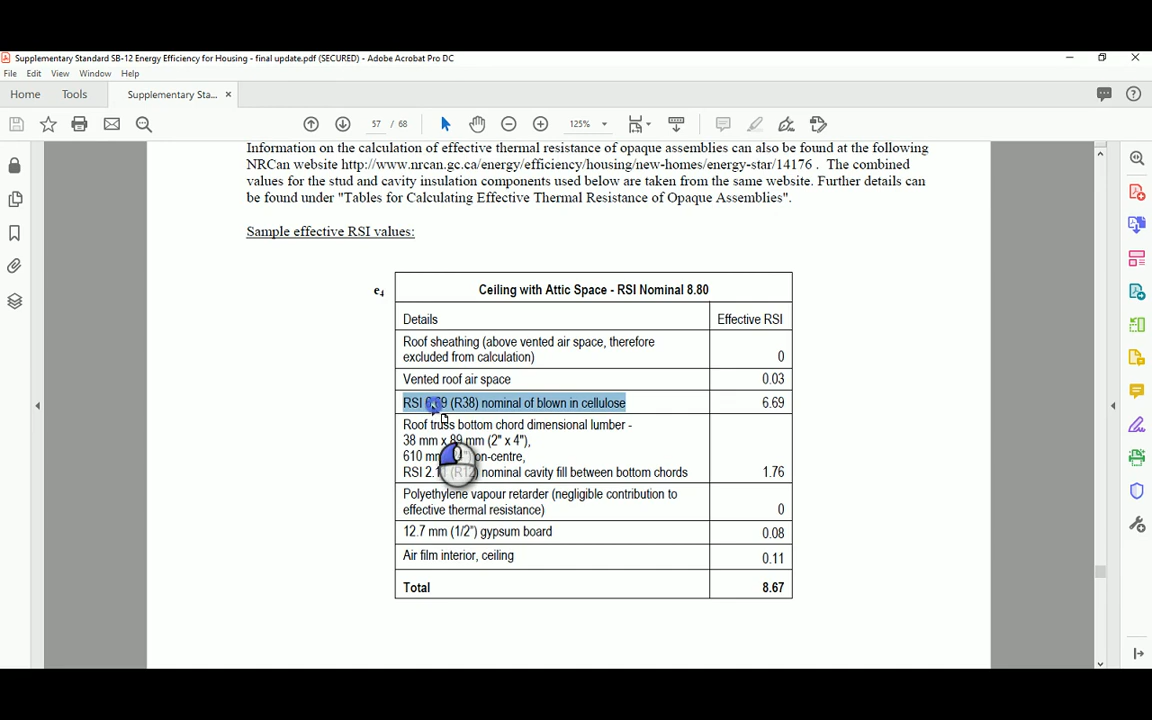 Supplementary Standard SB-12 Energy Efficiency for Housing - final update.pdf (SECURED) - Adobe Acrobat Pro DC
File Edit View Window Help
Home Tools Supplementary Sta... ×
57 / 68 125%
Information on the calculation of effective thermal resistance of opaque assemblies can also be found at the following
NRCan website http://www.nrcan.gc.ca/energy/efficiency/housing/new-homes/energy-star/14176 . The combined
values for the stud and cavity insulation components used below are taken from the same website. Further details can
be found under "Tables for Calculating Effective Thermal Resistance of Opaque Assemblies".
Sample effective RSI values:
e4 Ceiling with Attic Space - RSI Nominal 8.80
Details Effective RSI
Roof sheathing (above vented air space, therefore
excluded from calculation) 0
Vented roof air space 0.03
RSI (R38) nominal of blown in cellulose 6.69
Roof truss bottom chord dimensional lumber -
38 mm x 89 mm (2" x 4"),
610 on-centre,
RSI (R12) nominal cavity fill between bottom chords 1.76
Polyethylene vapour retarder (negligible contribution to
effective thermal resistance) 0
12.7 mm (1/2") gypsum board 0.08
Air film interior, ceiling 0.11
Total 8.67